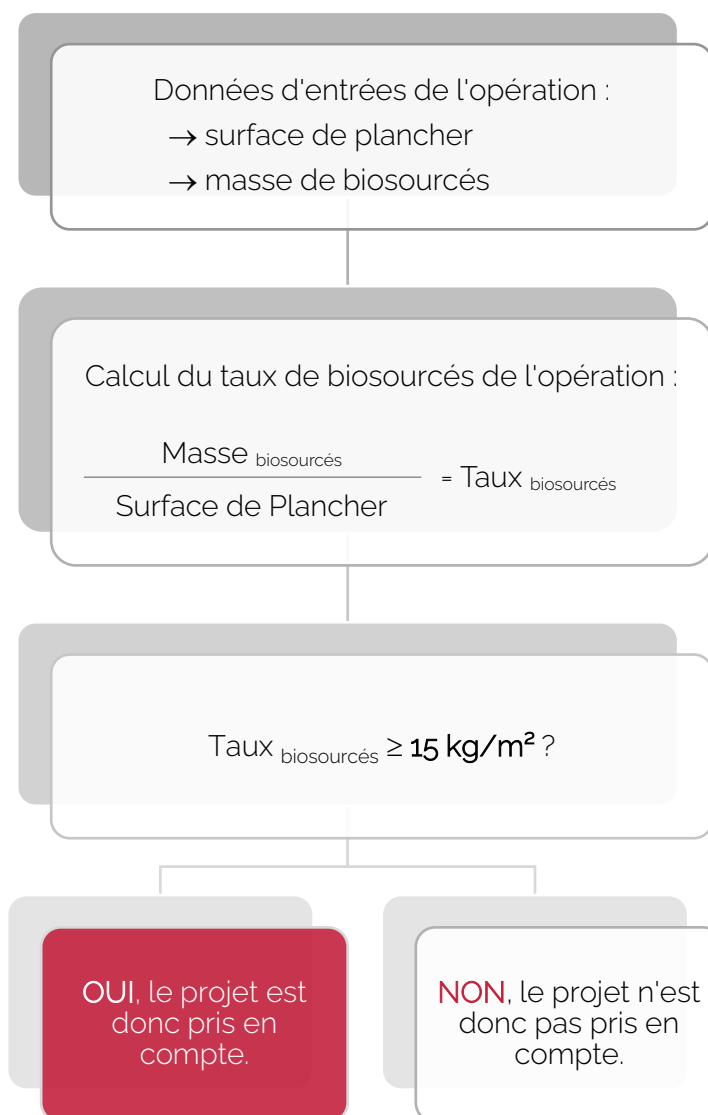 Données d'entrées de l'opération :
→ surface de plancher
→ masse de biosourcés
Calcul du taux de biosourcés de l'opération :
Masse biosourcés
= Taux biosourcés
Surface de Plancher
Taux biosourcés ≥ 15 kg/m² ?
OUI, le projet est
donc pris en
compte.
NON, le projet n'est
donc pas pris en
compte.